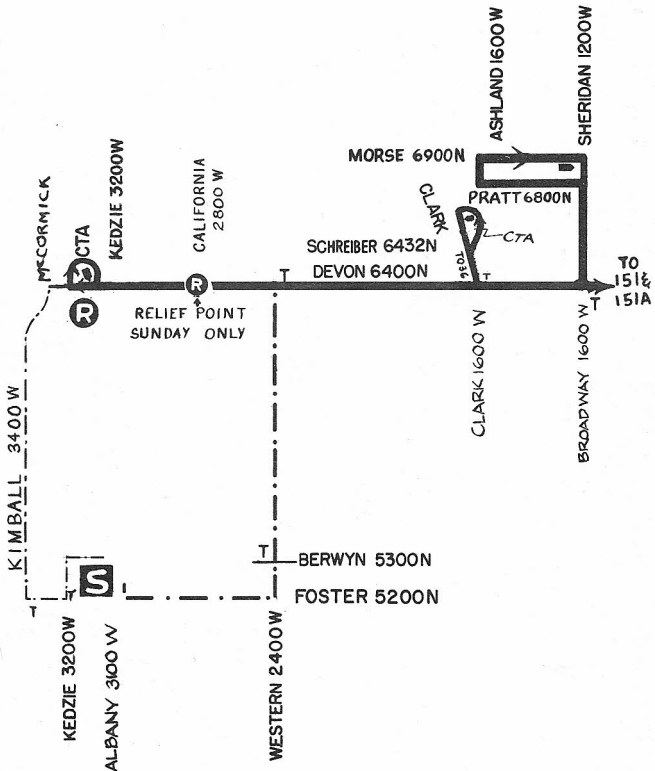 ASHLAND 1600W
SHERIDAN 1200W
MORSE 6900N
PRATT 6800N
McCORMICK
CTA
KEDZIE 3200W
CALIFORNIA
2800 W
CLARK
CTA
SCHREIBER 6432N
DEVON 6400N
TO 36
T
T
T
TO
151 &
151A
R
R
RELIEF POINT
SUNDAY ONLY
CLARK 1600 W
BROADWAY 1600 W
KIMBALL 3400 W
T
BERWYN 5300N
S
T
T
FOSTER 5200N
KEDZIE 3200W
ALBANY 3100 W
WESTERN 2400W